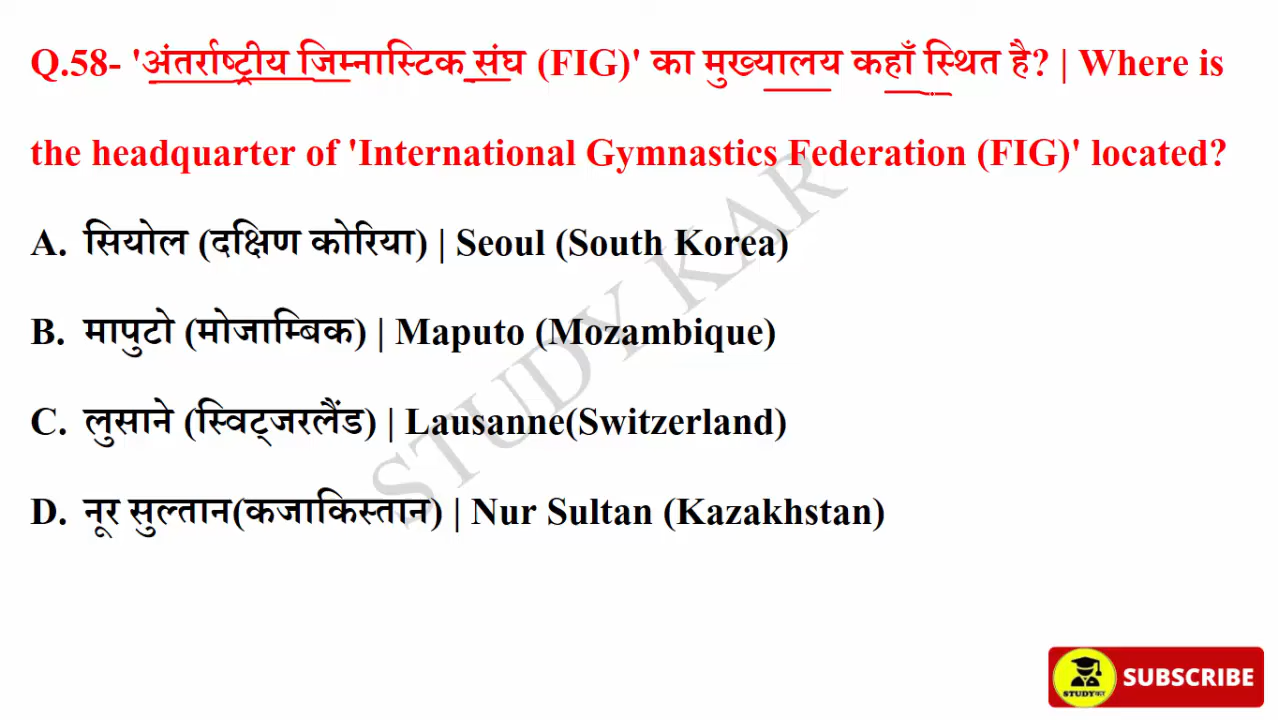 Q.58- 'अंतर्राष्ट्रीय जिम्नास्टिक संघ (FIG)' का मुख्यालय कहाँ स्थित है? | Where is
the headquarter of 'International Gymnastics Federation (FIG)' located?
A. सियोल (दक्षिण कोरिया) | Seoul (South Korea)
B. मापुटो (मोजाम्बिक) | Maputo (Mozambique)
C. लुसाने (स्विट्जरलैंड) | Lausanne(Switzerland)
D. नूर सुल्तान(कजाकिस्तान) | Nur Sultan (Kazakhstan)
STUDY KAR
STUDYकर
SUBSCRIBE